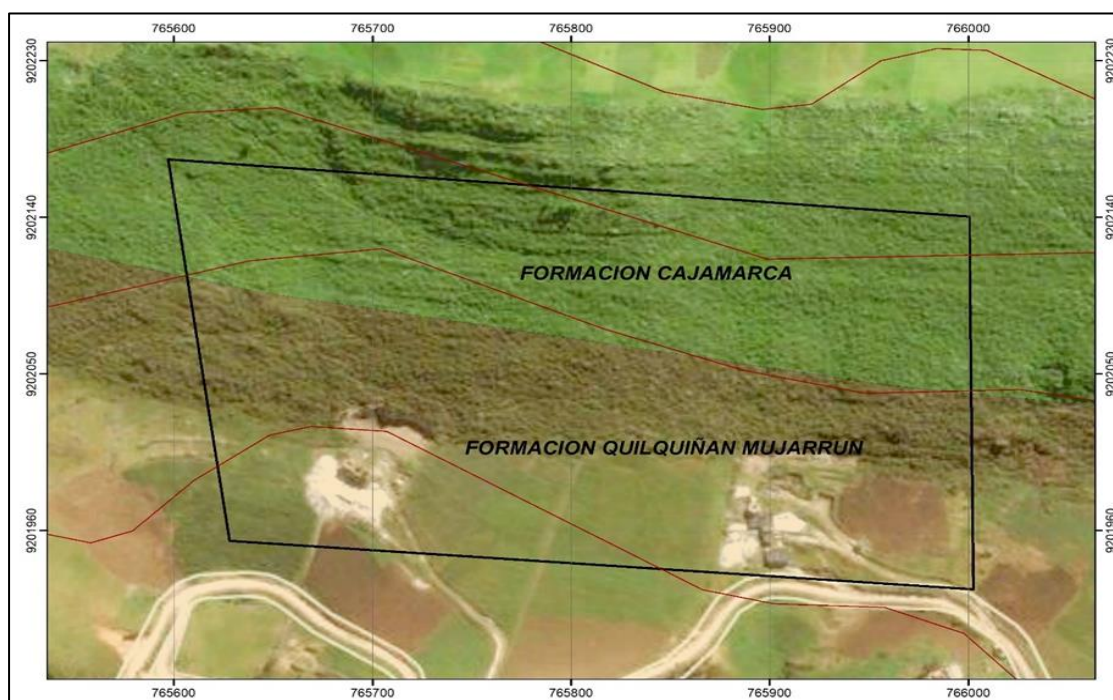 765600 765700 765800 765900 766000
9202230 9202230
9202140 9202140
FORMACION CAJAMARCA
9202050 9202050
FORMACION QUILQUIÑAN MUJARRUN
9201960 9201960
765600 765700 765800 765900 766000